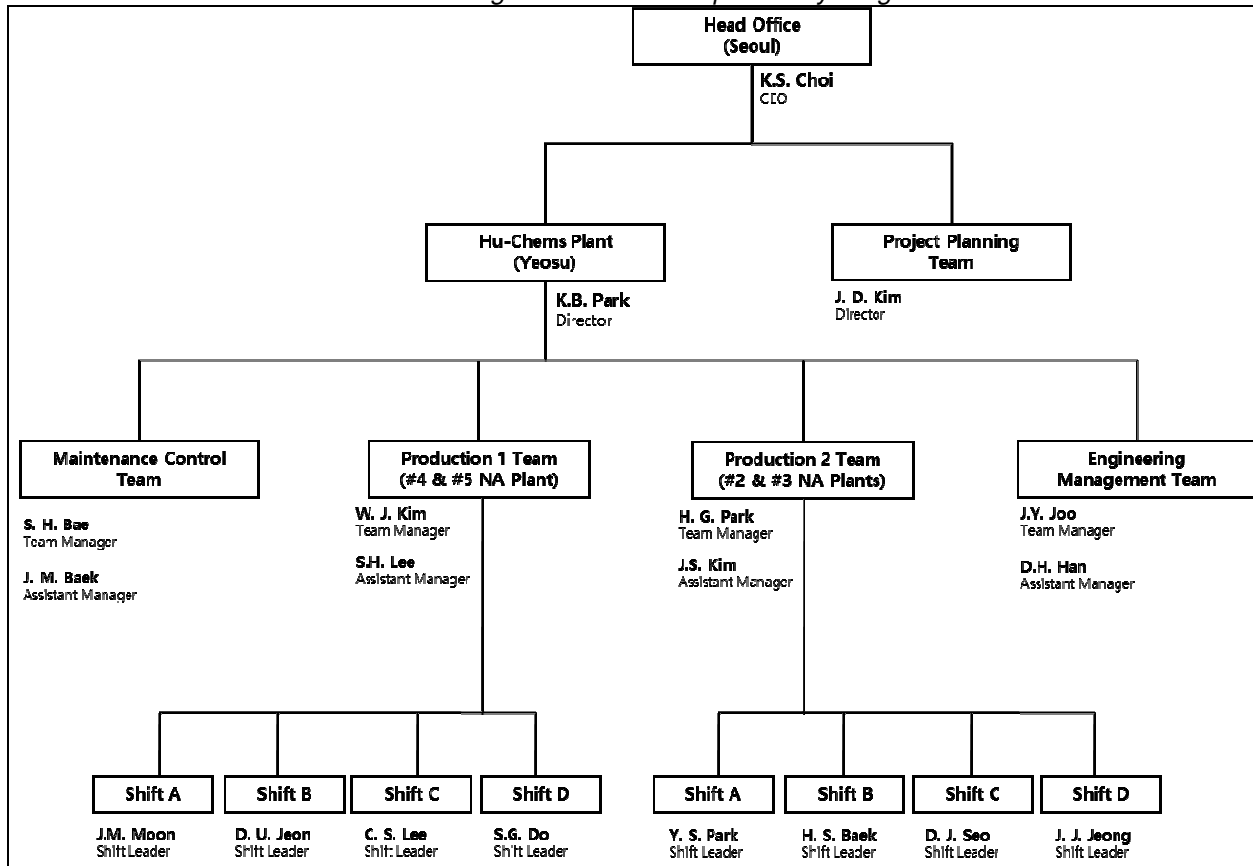 Head Office
(Seoul)
K.S. Choi
CEO
Hu-Chems Plant
(Yeosu)
Project Planning
Team
K.B. Park
Director
J. D. Kim
Director
Maintenance Control
Team
Production 1 Team
(#4 & #5 NA Plant)
Production 2 Team
(#2 & #3 NA Plants)
Engineering
Management Team
S. H. Bae
Team Manager
J. M. Baek
Assistant Manager
W. J. Kim
Team Manager
S.H. Lee
Assistant Manager
H. G. Park
Team Manager
J.S. Kim
Assistant Manager
J.Y. Joo
Team Manager
D.H. Han
Assistant Manager
Shift A
Shift B
Shift C
Shift D
Shift A
Shift B
Shift C
Shift D
J.M. Moon
Shift Leader
D. U. Jeon
Shift Leader
C. S. Lee
Shift Leader
S.G. Do
Shift Leader
Y. S. Park
Shift Leader
H. S. Baek
Shift Leader
D. J. Seo
Shift Leader
J. J. Jeong
Shift Leader